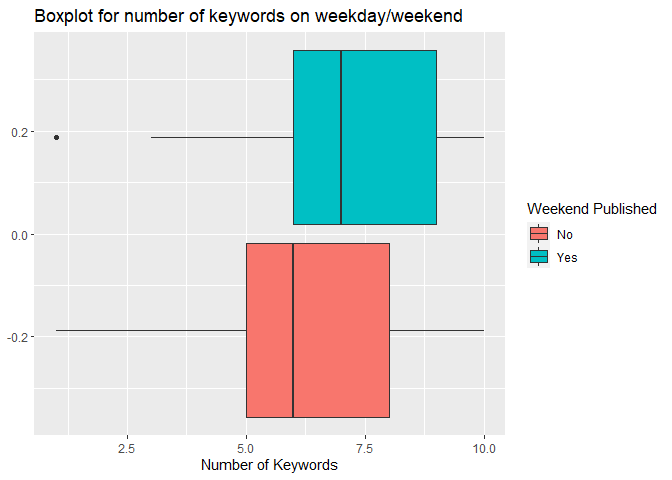 Boxplot for number of keywords on weekday/weekend
0.2
0.0
-0.2
2.5 5.0 7.5 10.0
Number of Keywords
Weekend Published
No
Yes